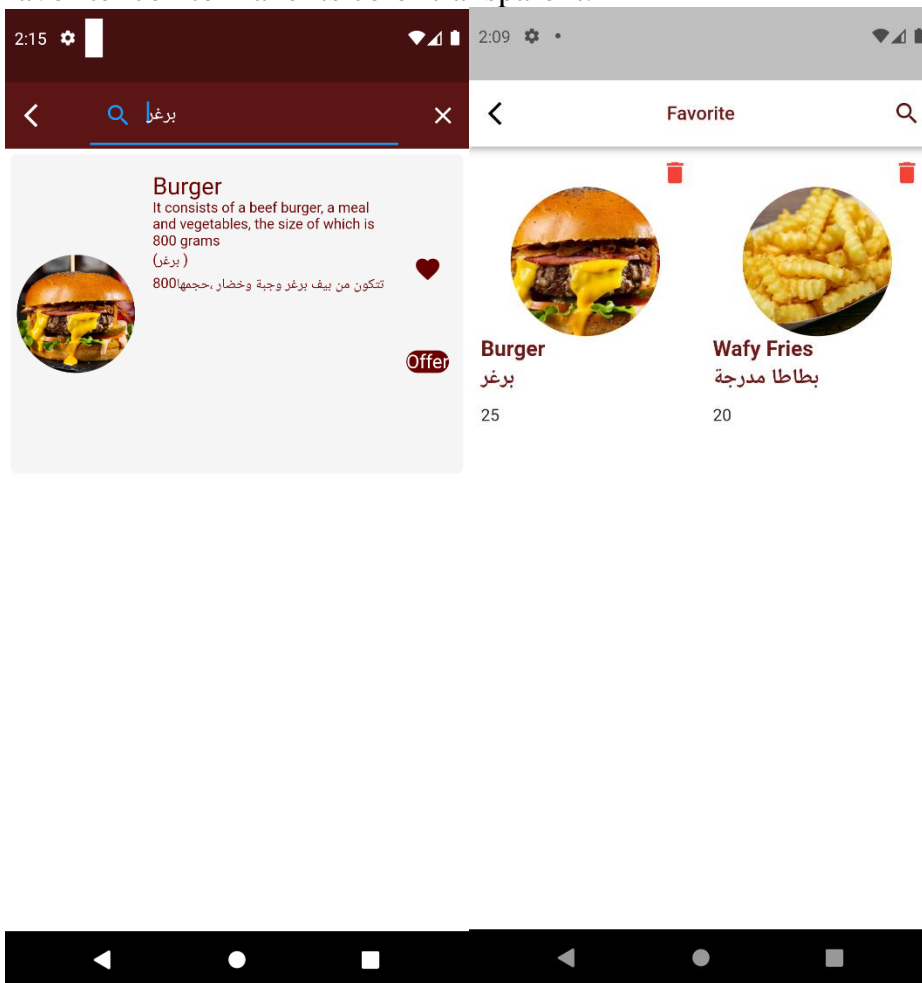 2:15
برغر
Burger
It consists of a beef burger, a meal
and vegetables, the size of which is
800 grams
( برغر)
تتكون من بيف برغر وجبة وخضار ،حجمها800
Offer
2:09
Favorite
Burger
برغر
25
Wafy Fries
بطاطا مدرجة
20